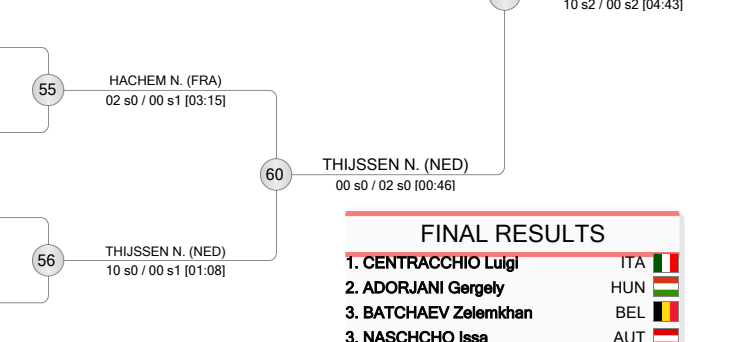 10 s2 / 00 s2 [04:43]
55
HACHEM N. (FRA)
02 s0 / 00 s1 [03:15]
60
THIJSSEN N. (NED)
00 s0 / 02 s0 [00:46]
56
THIJSSEN N. (NED)
10 s0 / 00 s1 [01:08]
FINAL RESULTS
1. CENTRACCHIO Luigi ITA
2. ADORJANI Gergely HUN
3. BATCHAEV Zelemkhan BEL
3. NASCHCHO Issa AUT